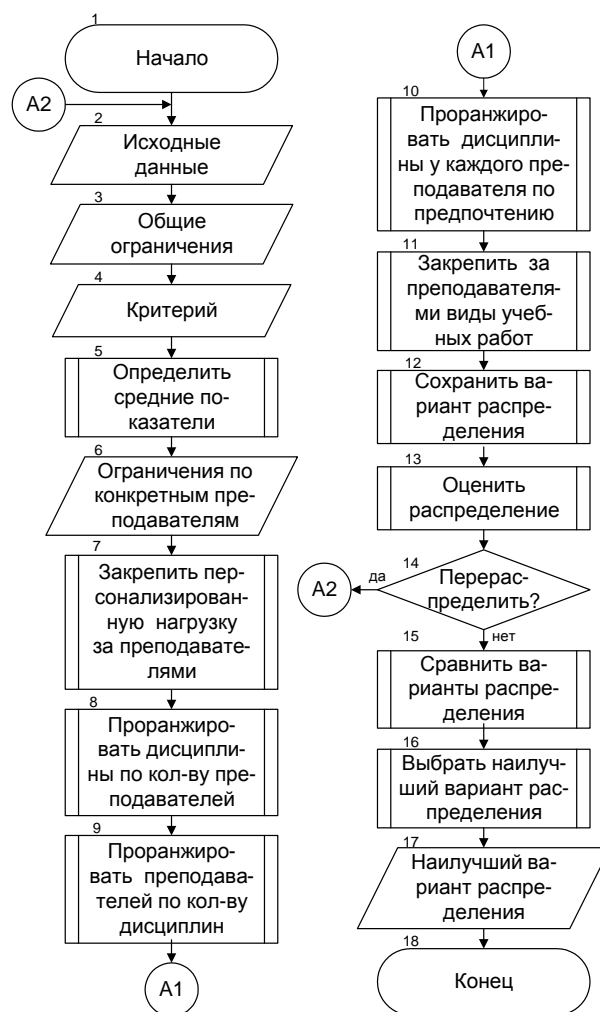 1
Начало
А2
2
Исходные
данные
3
Общие
ограничения
4
Критерий
5
Определить
средние по-
казатели
6
Ограничения по
конкретным пре-
подавателям
7
Закрепить пер-
сонализирован-
ную нагрузку
за преподавате-
лями
8
Проранжиро-
вать дисципли-
ны по кол-ву пре-
подавателей
9
Проранжиро-
вать преподава-
телей по кол-ву
дисциплин
А1
А1
10
Проранжиро-
вать дисципли-
ны у каждого пре-
подавателя по
предпочтению
11
Закрепить за
преподавателя-
ми виды учеб-
ных работ
12
Сохранить ва-
риант распре-
деления
13
Оценить
распределение
14
Перерас-
пределить?
да
А2
нет
15
Сравнить ва-
рианты распре-
деления
16
Выбрать наилуч-
ший вариант рас-
пределения
17
Наилучший ва-
риант распре-
деления
18
Конец